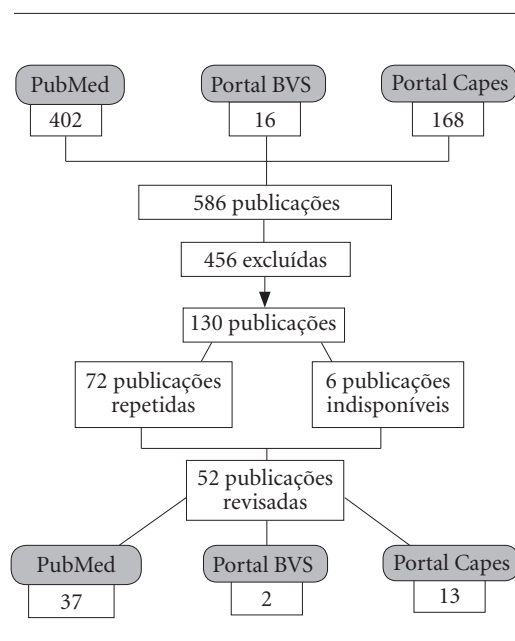 PubMed
402
Portal BVS
16
Portal Capes
168
586 publicações
456 excluídas
130 publicações
72 publicações
repetidas
6 publicações
indisponíveis
52 publicações
revisadas
PubMed
37
Portal BVS
2
Portal Capes
13